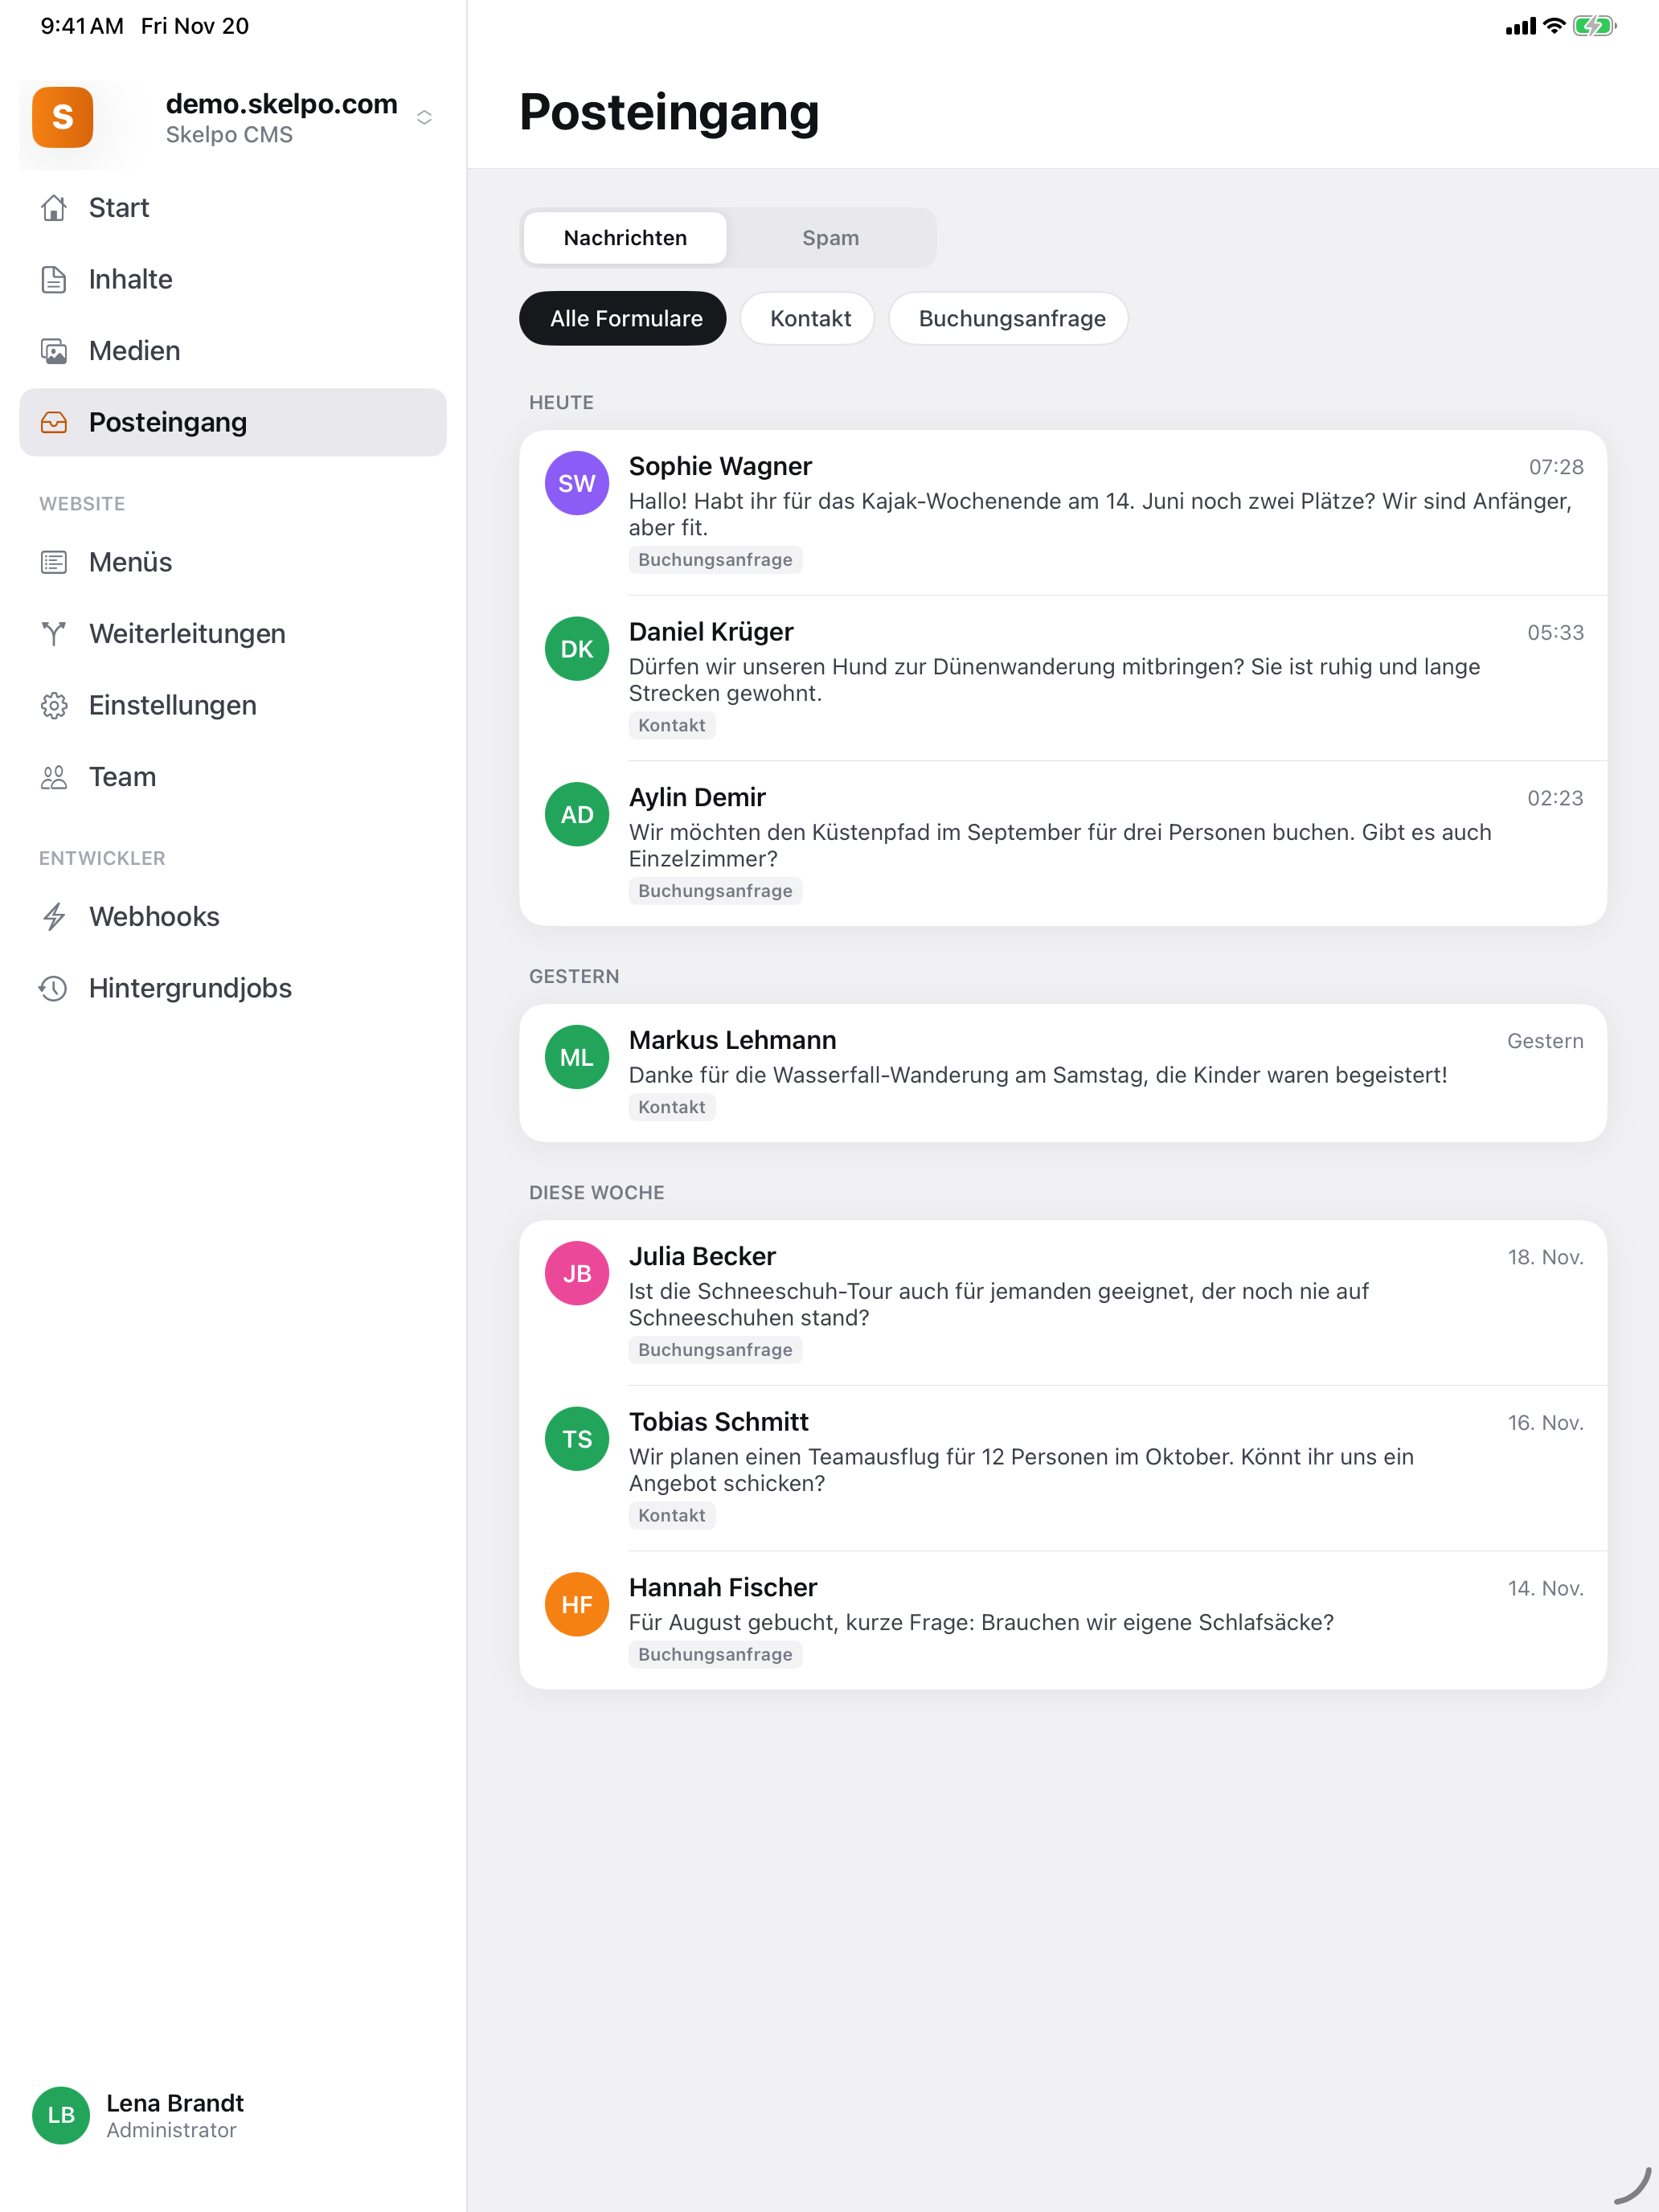 9:41 AM Fri Nov 20
S
demo.skelpo.com
Skelpo CMS
Start
Inhalte
Medien
Posteingang
WEBSITE
Menüs
Weiterleitungen
Einstellungen
Team
ENTWICKLER
Webhooks
Hintergrundjobs
LB
Lena Brandt
Administrator
Posteingang
Nachrichten
Spam
Alle Formulare
Kontakt
Buchungsanfrage
HEUTE
SW
Sophie Wagner
07:28
Hallo! Habt ihr für das Kajak-Wochenende am 14. Juni noch zwei Plätze? Wir sind Anfänger,
aber fit.
Buchungsanfrage
DK
Daniel Krüger
05:33
Dürfen wir unseren Hund zur Dünenwanderung mitbringen? Sie ist ruhig und lange
Strecken gewohnt.
Kontakt
AD
Aylin Demir
02:23
Wir möchten den Küstenpfad im September für drei Personen buchen. Gibt es auch
Einzelzimmer?
Buchungsanfrage
GESTERN
ML
Markus Lehmann
Gestern
Danke für die Wasserfall-Wanderung am Samstag, die Kinder waren begeistert!
Kontakt
DIESE WOCHE
JB
Julia Becker
18. Nov.
Ist die Schneeschuh-Tour auch für jemanden geeignet, der noch nie auf
Schneeschuhen stand?
Buchungsanfrage
TS
Tobias Schmitt
16. Nov.
Wir planen einen Teamausflug für 12 Personen im Oktober. Könnt ihr uns ein
Angebot schicken?
Kontakt
HF
Hannah Fischer
14. Nov.
Für August gebucht, kurze Frage: Brauchen wir eigene Schlafsäcke?
Buchungsanfrage